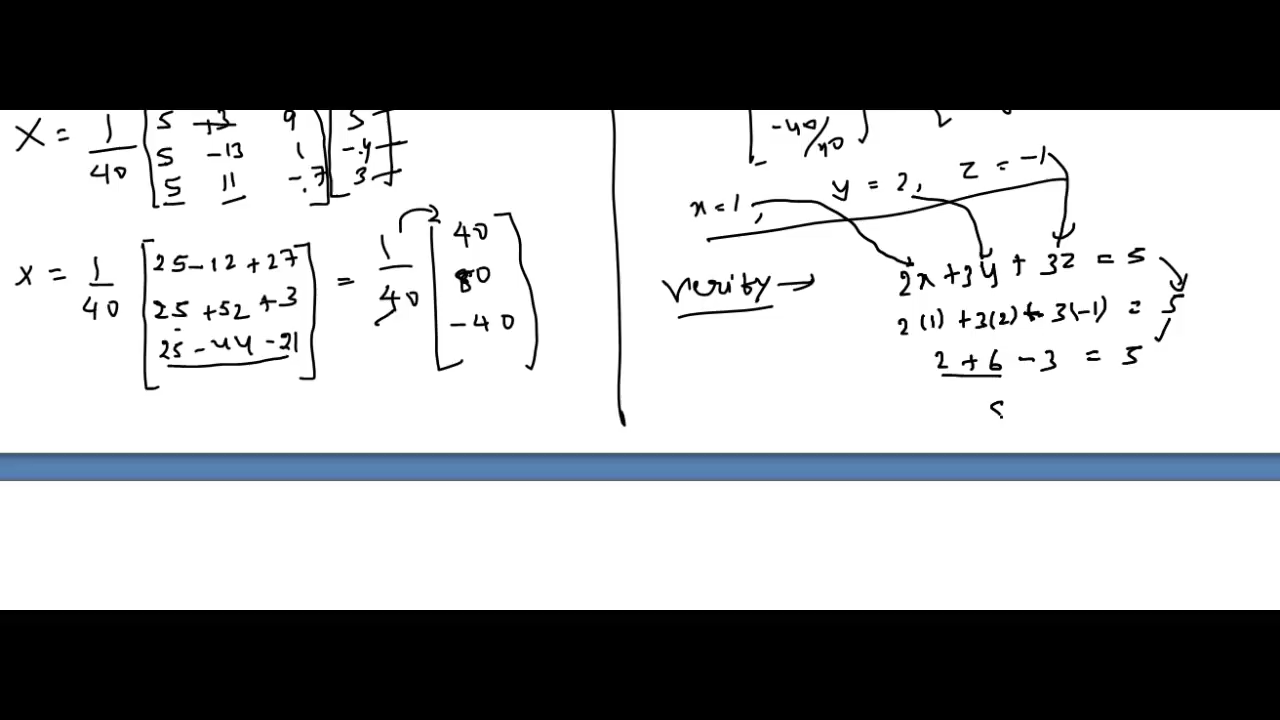 X = 1/40 [5 +3 9; 5 -13 1; 5 11 -7] [5; -4; 3]
x = 1/40 [25-12+27; 25+52+3; 25-44-21] = 1/40 [40; 80; -40]
-40/40
x=1, y = 2, z = -1
Verify → 2x+3y + 3z = 5
2(1) +3(2) + 3(-1) = 5
2 + 6 - 3 = 5